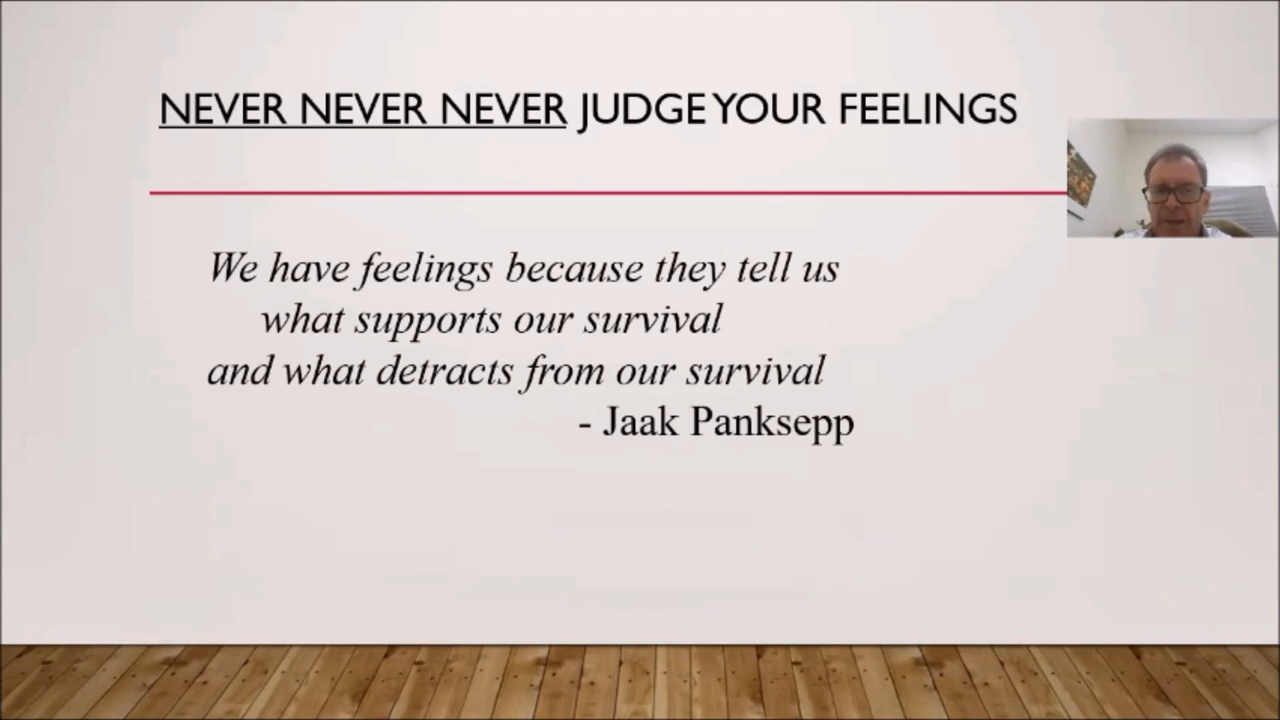 NEVER NEVER NEVER JUDGE YOUR FEELINGS
We have feelings because they tell us
what supports our survival
and what detracts from our survival
- Jaak Panksepp